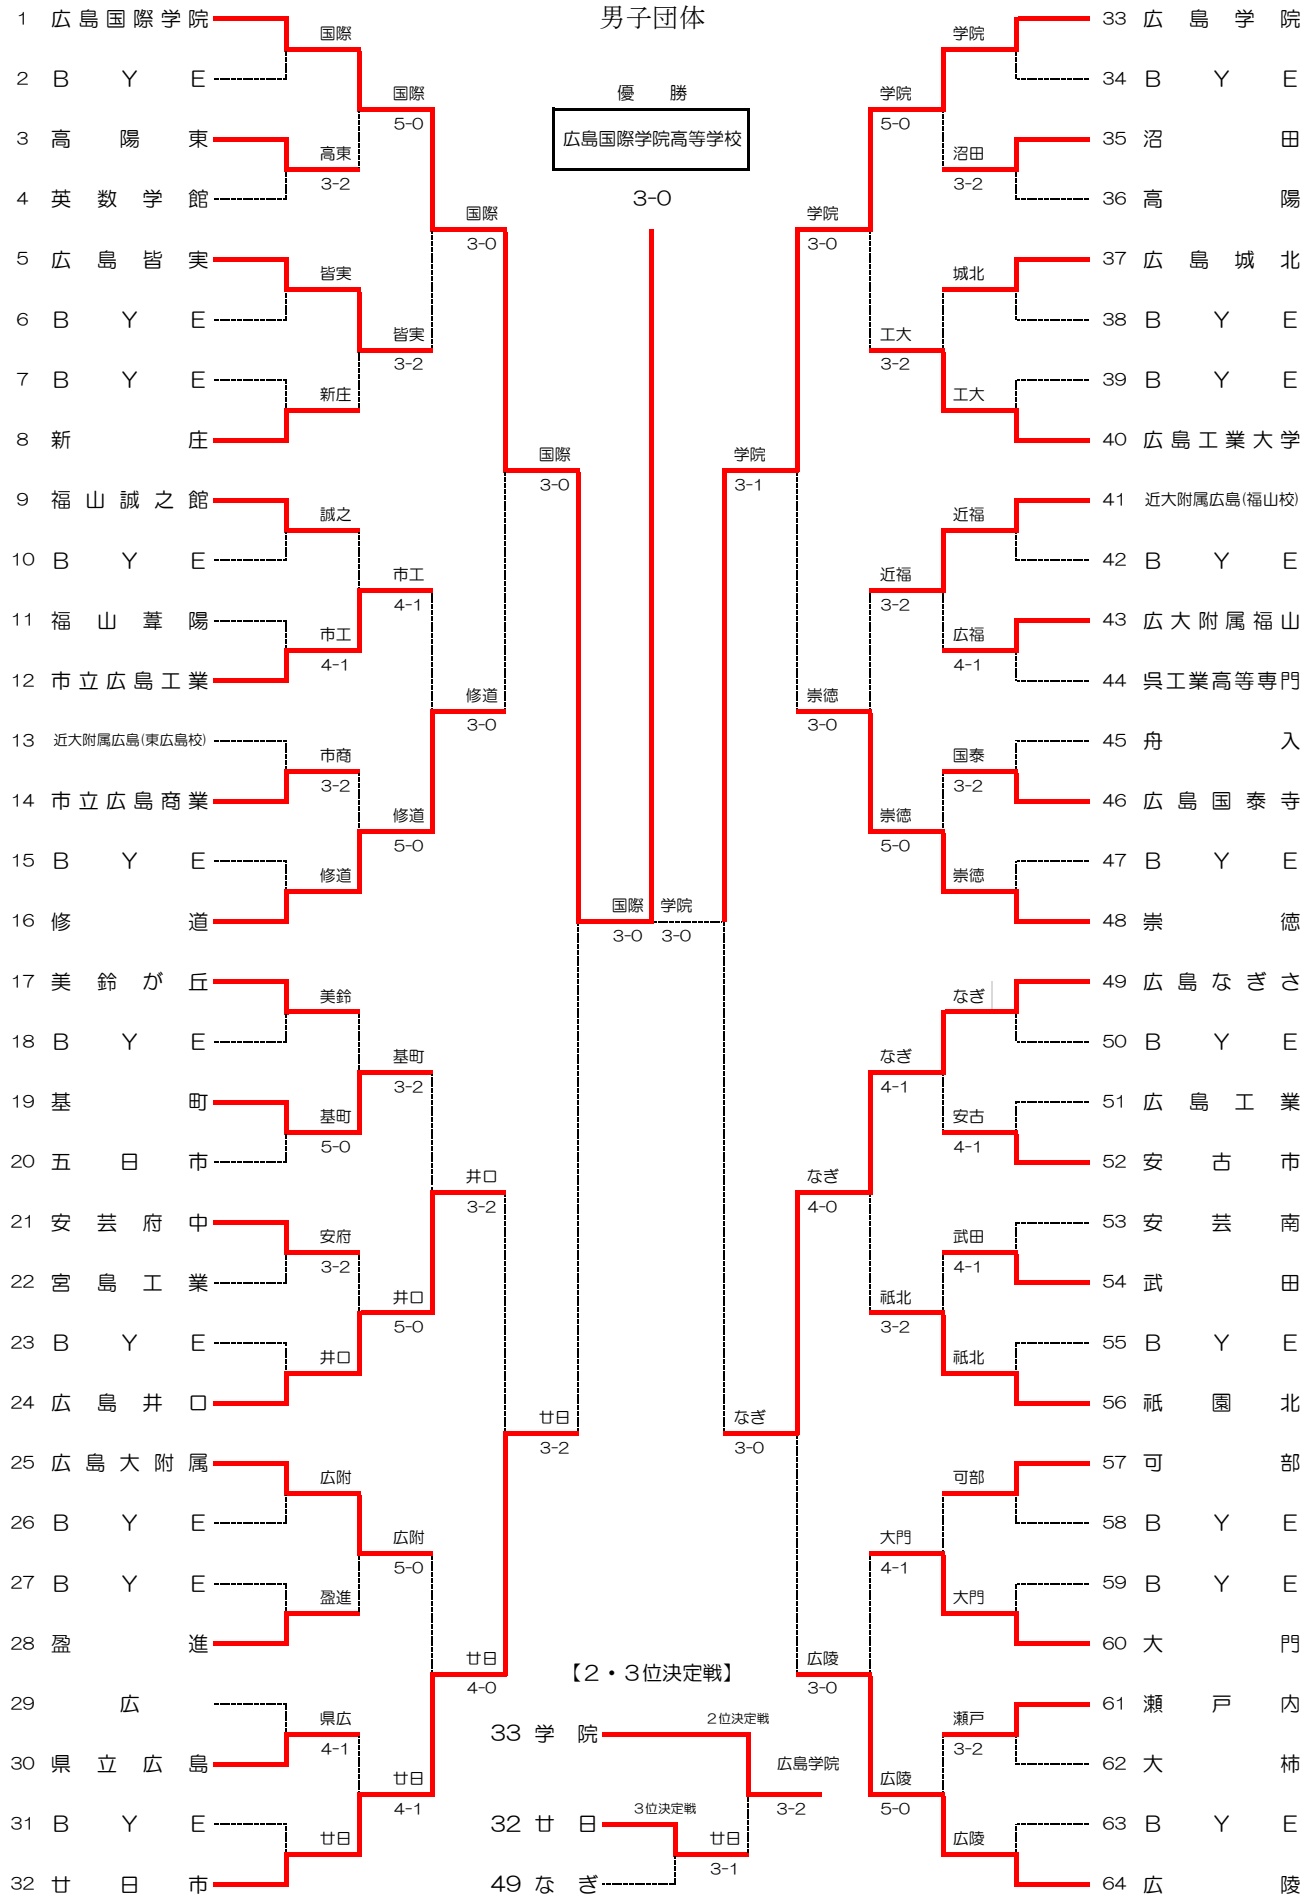 男子団体
優　勝
広島国際学院高等学校
3-0
1 広島国際学院
2 BYE
3 高陽東
4 英数学館
5 広島皆実
6 BYE
7 BYE
8 新庄
9 福山誠之館
10 BYE
11 福山葦陽
12 市立広島工業
13 近大附属広島(東広島校)
14 市立広島商業
15 BYE
16 修道
17 美鈴が丘
18 BYE
19 基町
20 五日市
21 安芸府中
22 宮島工業
23 BYE
24 広島井口
25 広島大附属
26 BYE
27 BYE
28 盈進
29 広
30 県立広島
31 BYE
32 廿日市
国際
高東
3-2
皆実
新庄
誠之
市工
4-1
市商
3-2
修道
美鈴
基町
5-0
安府
3-2
井口
広附
盈進
県広
4-1
廿日
国際
5-0
皆実
3-2
市工
4-1
修道
5-0
基町
3-2
井口
5-0
広附
5-0
廿日
4-1
国際
3-0
修道
3-0
井口
3-2
廿日
4-0
国際
3-0
廿日
3-2
国際
3-0
学院
3-0
学院
3-1
なぎ
3-0
学院
3-0
崇徳
3-0
なぎ
4-0
広陵
3-0
学院
5-0
工大
3-2
近福
3-2
崇徳
5-0
なぎ
4-1
祇北
3-2
大門
4-1
広陵
5-0
学院
沼田
3-2
城北
工大
近福
広福
4-1
国泰
3-2
崇徳
なぎ
安古
4-1
武田
4-1
祇北
可部
大門
瀬戸
3-2
広陵
33 広島学院
34 BYE
35 沼田
36 高陽
37 広島城北
38 BYE
39 BYE
40 広島工業大学
41 近大附属広島(福山校)
42 BYE
43 広大附属福山
44 呉工業高等専門
45 舟入
46 広島国泰寺
47 BYE
48 崇徳
49 広島なぎさ
50 BYE
51 広島工業
52 安古市
53 安芸南
54 武田
55 BYE
56 祇園北
57 可部
58 BYE
59 BYE
60 大門
61 瀬戸内
62 大柿
63 BYE
64 広陵
【2・3位決定戦】
33 学院
2位決定戦
広島学院
3-2
32 廿日
3位決定戦
廿日
3-1
49 なぎ